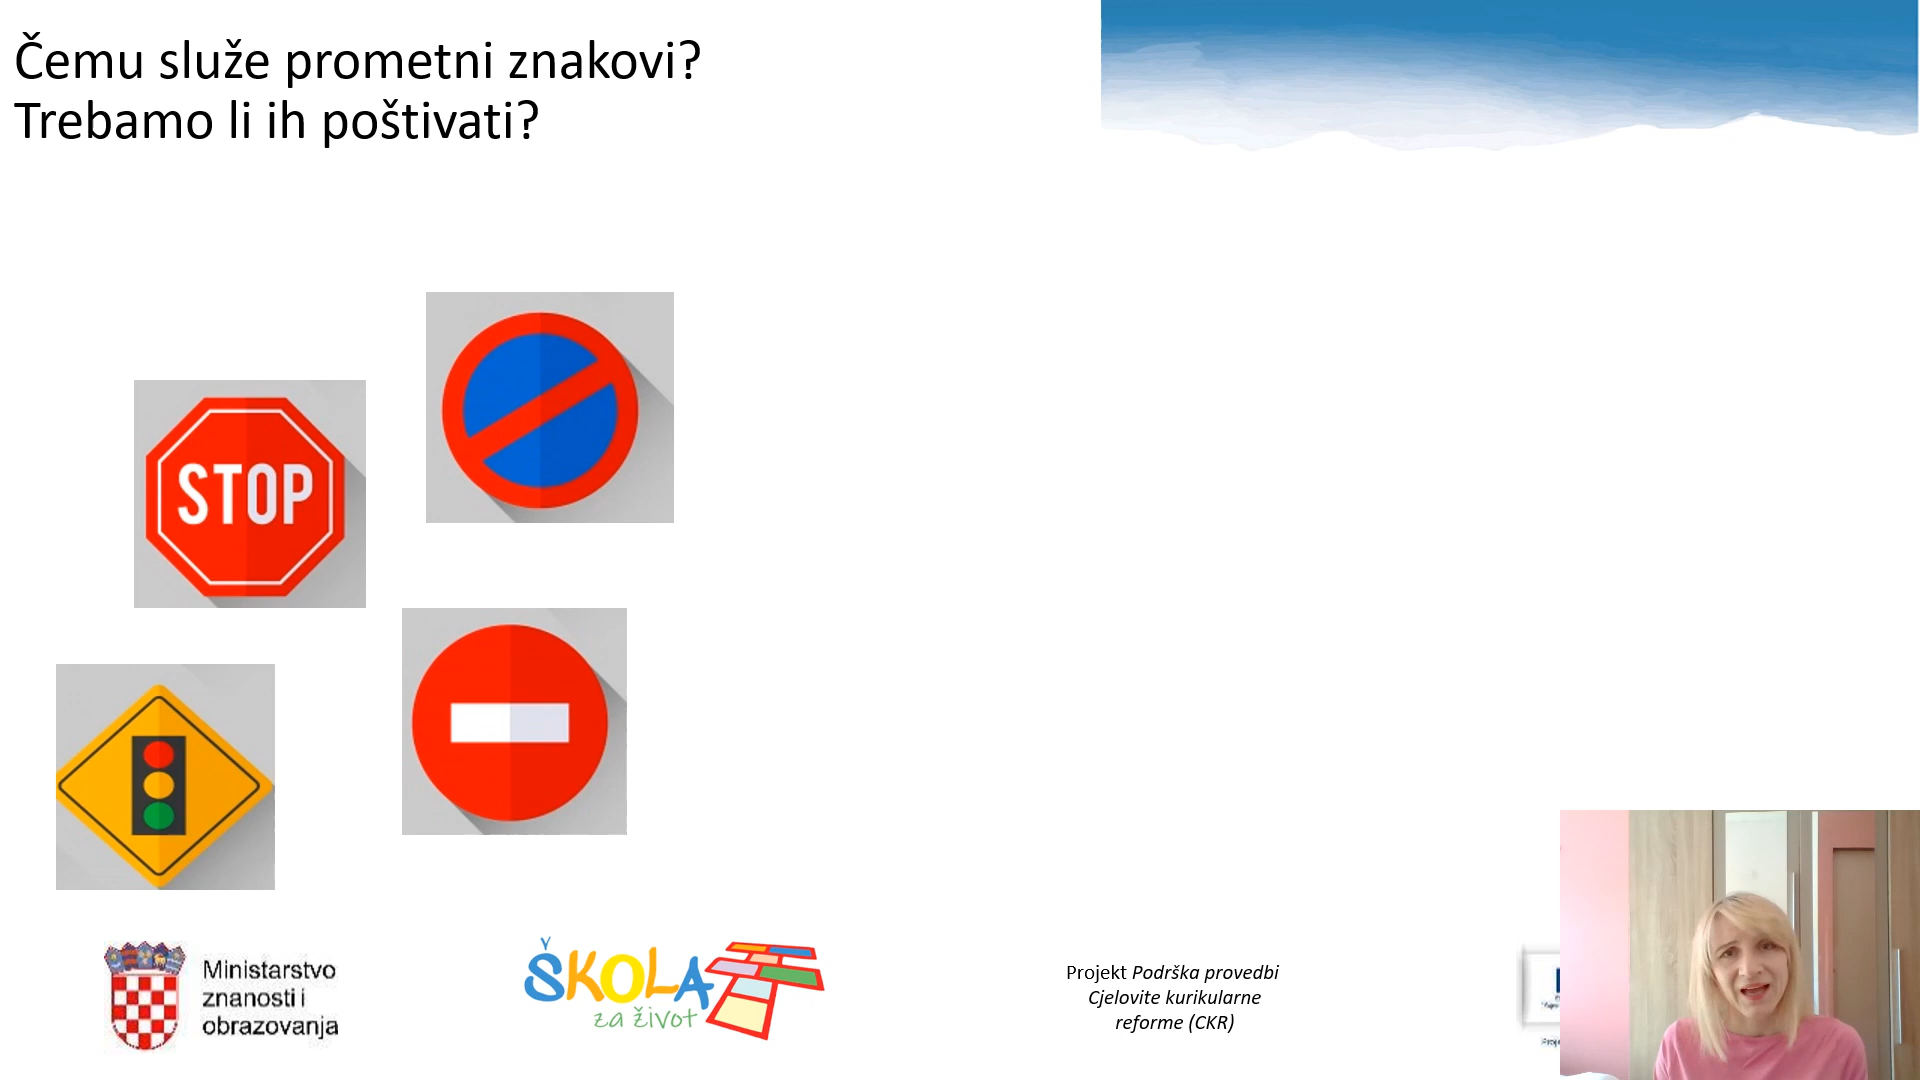 Čemu služe prometni znakovi?
Trebamo li ih poštivati?
STOP
Ministarstvo
znanosti i
obrazovanja
ŠKOLA
za život
Projekt Podrška provedbi
Cjelovite kurikularne
reforme (CKR)